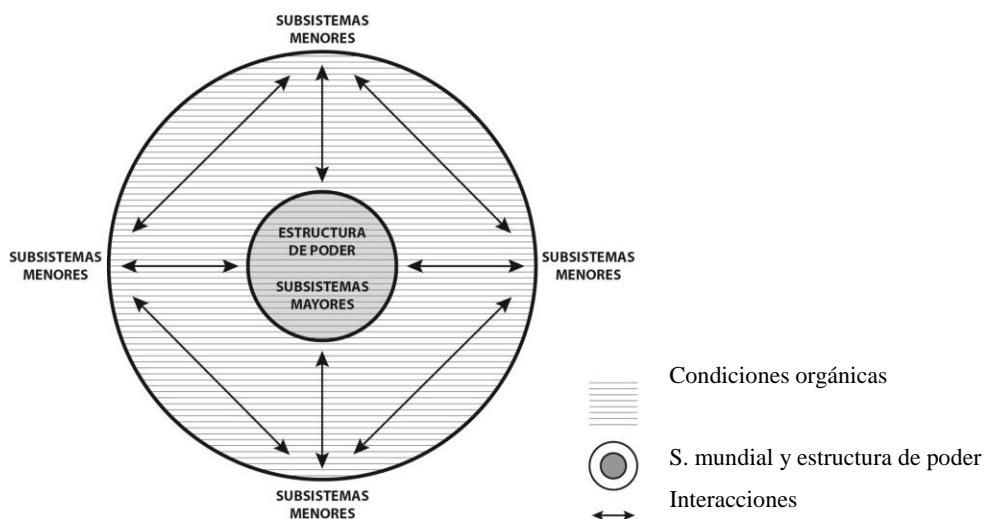 SUBSISTEMAS
MENORES
ESTRUCTURA
DE PODER
SUBSISTEMAS
MAYORES
SUBSISTEMAS
MENORES
SUBSISTEMAS
MENORES
SUBSISTEMAS
MENORES
Condiciones orgánicas
S. mundial y estructura de poder
Interacciones